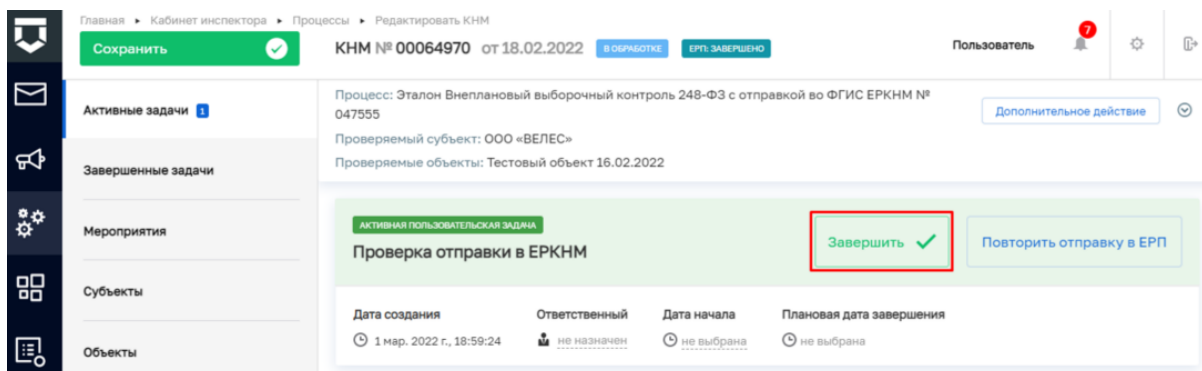 Главная ▸ Кабинет инспектора ▸ Процессы ▸ Редактировать КНМ
Сохранить
КНМ № 00064970 от 18.02.2022 В ОБРАБОТКЕ ЕРП: ЗАВЕРШЕНО
Пользователь
7
Активные задачи 1
Завершенные задачи
Мероприятия
Субъекты
Объекты
Процесс: Эталон Внеплановый выборочный контроль 248-ФЗ с отправкой во ФГИС ЕРКНМ №
047555
Проверяемый субъект: ООО «ВЕЛЕС»
Проверяемые объекты: Тестовый объект 16.02.2022
Дополнительное действие
АКТИВНАЯ ПОЛЬЗОВАТЕЛЬСКАЯ ЗАДАЧА
Проверка отправки в ЕРКНМ
Завершить
Повторить отправку в ЕРП
Дата создания Ответственный Дата начала Плановая дата завершения
1 мар. 2022 г., 18:59:24 не назначен не выбрана не выбрана